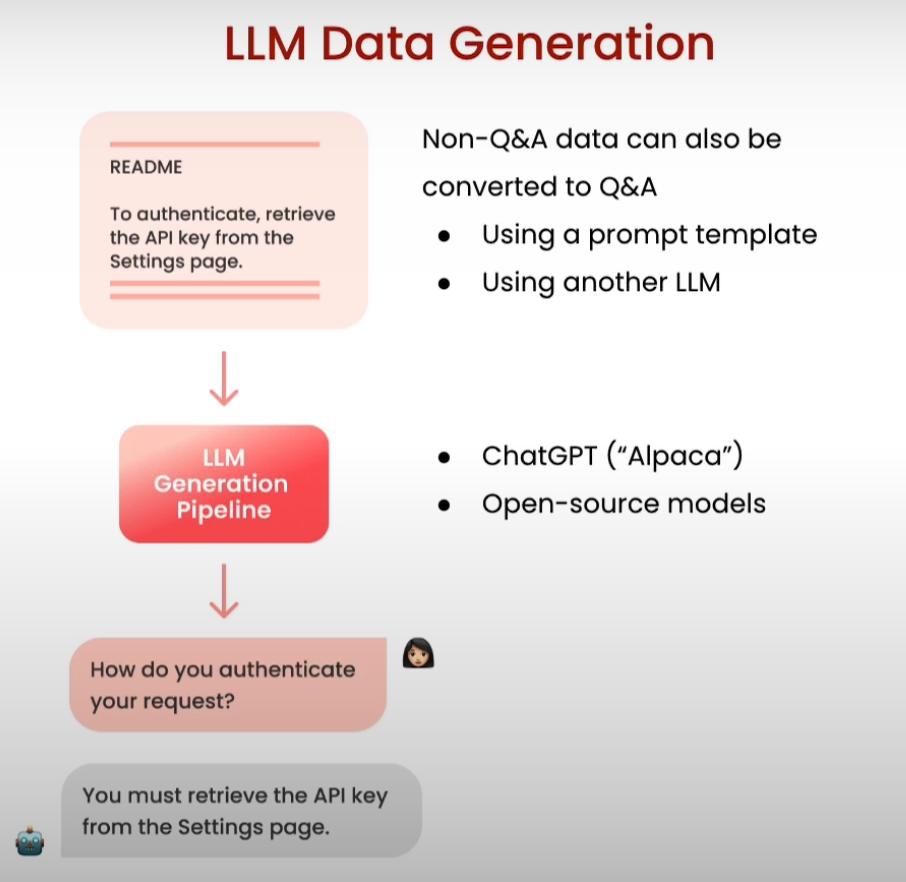 LLM Data Generation
README
To authenticate, retrieve
the API key from the
Settings page.
Non-Q&A data can also be
converted to Q&A
● Using a prompt template
● Using another LLM
LLM
Generation
Pipeline
● ChatGPT (“Alpaca”)
● Open-source models
How do you authenticate
your request?
You must retrieve the API key
from the Settings page.